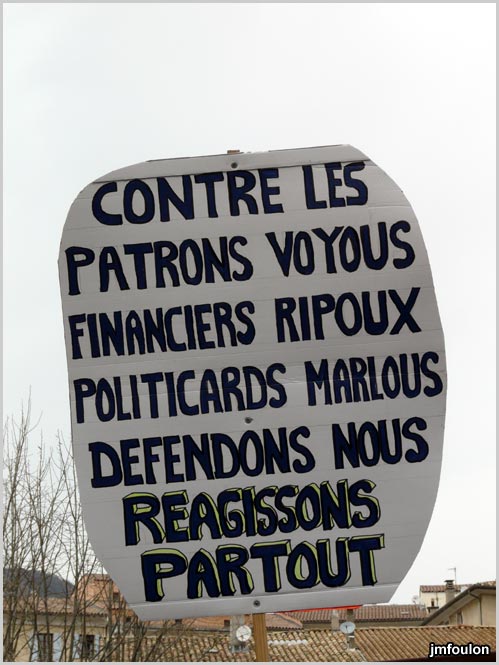 CONTRE LES
PATRONS VOYOUS
FINANCIERS RIPOUX
POLITICARDS MARLOUS
DEFENDONS NOUS
REAGISSONS
PARTOUT
jmfoulon